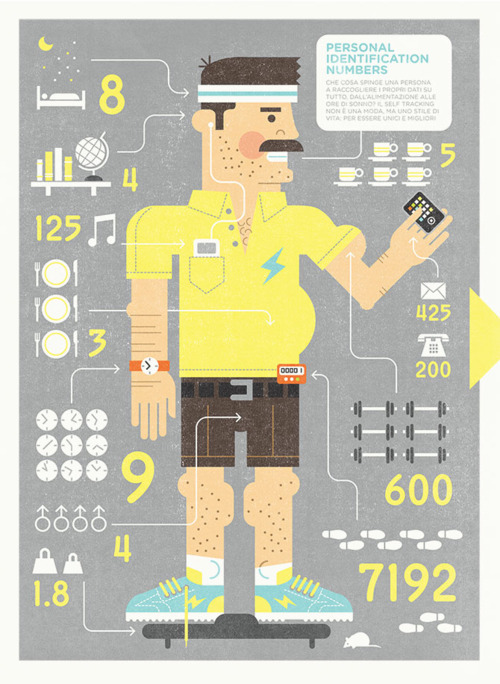 PERSONAL
IDENTIFICATION
NUMBERS
CHE COSA SPINGE UNA PERSONA
A RACCOGLIERE I PROPRI DATI SU
TUTTO, DALL'ALIMENTAZIONE ALLE
ORE DI SONNO? IL SELF TRACKING
NON È UNA MODA, MA UNO STILE DI
VITA: PER ESSERE UNICI E MIGLIORI
8
5
4
125
425
3
200
9
600
4
7192
1.8
0000 1